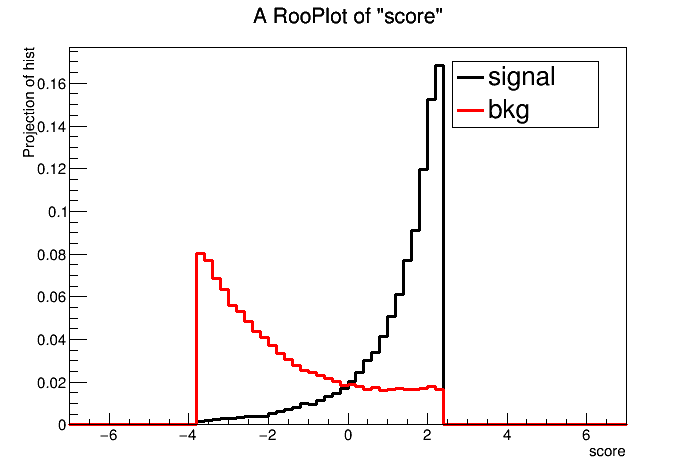 A RooPlot of "score"
Projection of hist
0.16
0.14
0.12
0.1
0.08
0.06
0.04
0.02
0
signal
bkg
−6 −4 −2 0 2 4 6
score